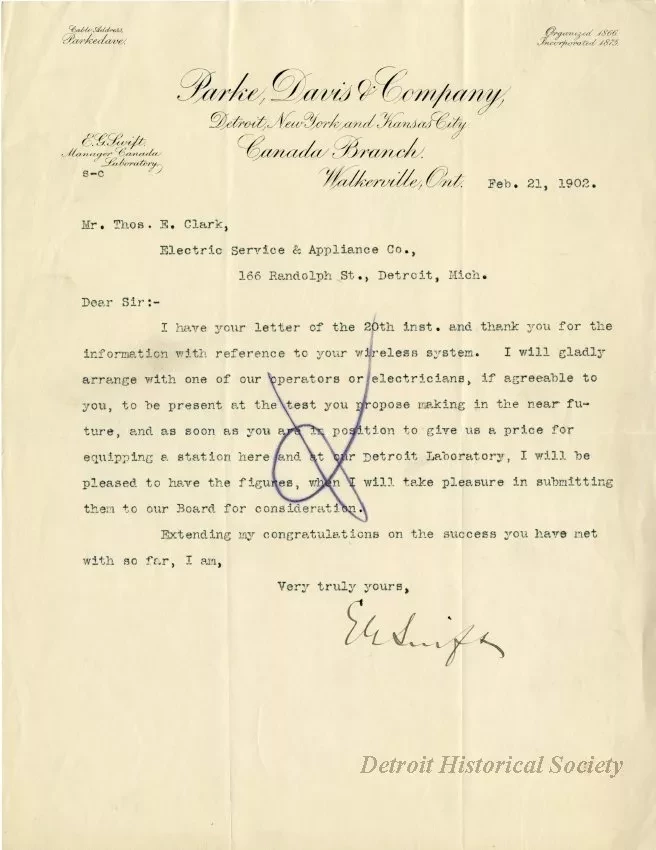 Cable Address,
Parkedave.
Organized 1866.
Incorporated 1875.
Parke, Davis & Company,
Detroit, New York and Kansas City
E.G. Swift,
Manager Canada
Laboratory,
Canada Branch.
S-C
Walkerville, Ont. Feb. 21, 1902.
Mr. Thos. E. Clark,
Electric Service & Appliance Co.,
166 Randolph St., Detroit, Mich.
Dear Sir:-
I have your letter of the 20th inst. and thank you for the
information with reference to your wireless system. I will gladly
arrange with one of our operators or electricians, if agreeable to
you, to be present at the test you propose making in the near fu-
ture, and as soon as you are in position to give us a price for
equipping a station here and at our Detroit Laboratory, I will be
pleased to have the figures, when I will take pleasure in submitting
them to our Board for consideration.
Extending my congratulations on the success you have met
with so far, I am,
Very truly yours,
EGSwift
Detroit Historical Society